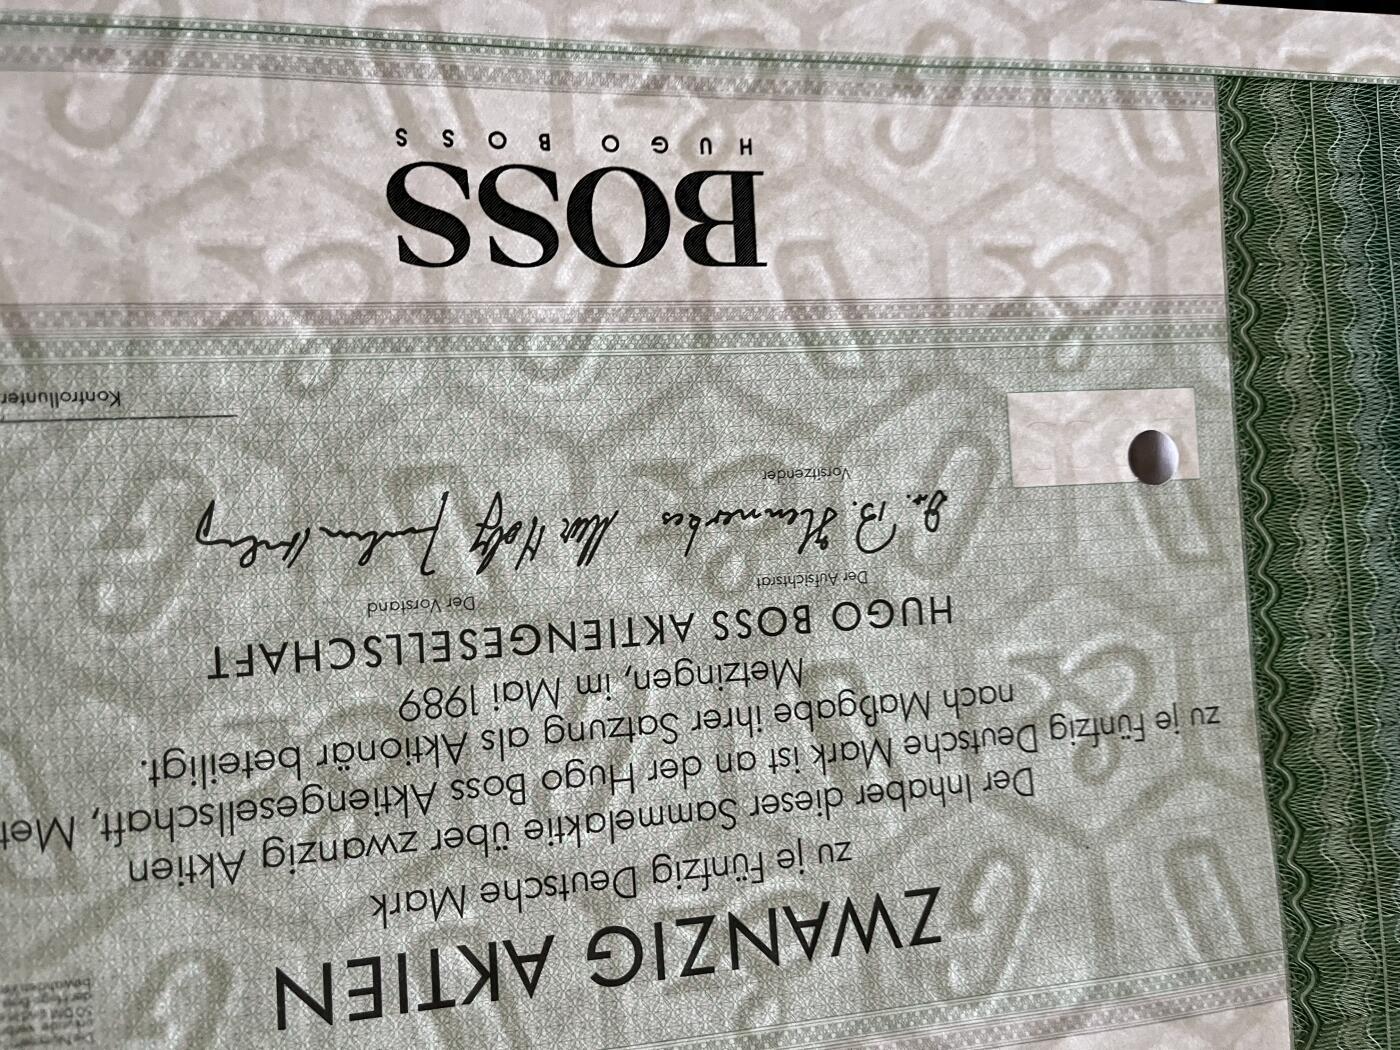 ZWANZIG AKTIEN
zu je Fünfzig Deutsche Mark
Der Inhaber dieser Sammelaktie über zwanzig Aktien
zu je Fünfzig Deutsche Mark ist an der Hugo Boss Aktiengesellschaft, Met
nach Maßgabe ihrer Satzung als Aktionär beteiligt.
Metzingen, im Mai 1989
HUGO BOSS AKTIENGESELLSCHAFT
Der Aufsichtsrat Der Vorstand
Vorsitzender
Kontrollunter
BOSS
HUGO BOSS